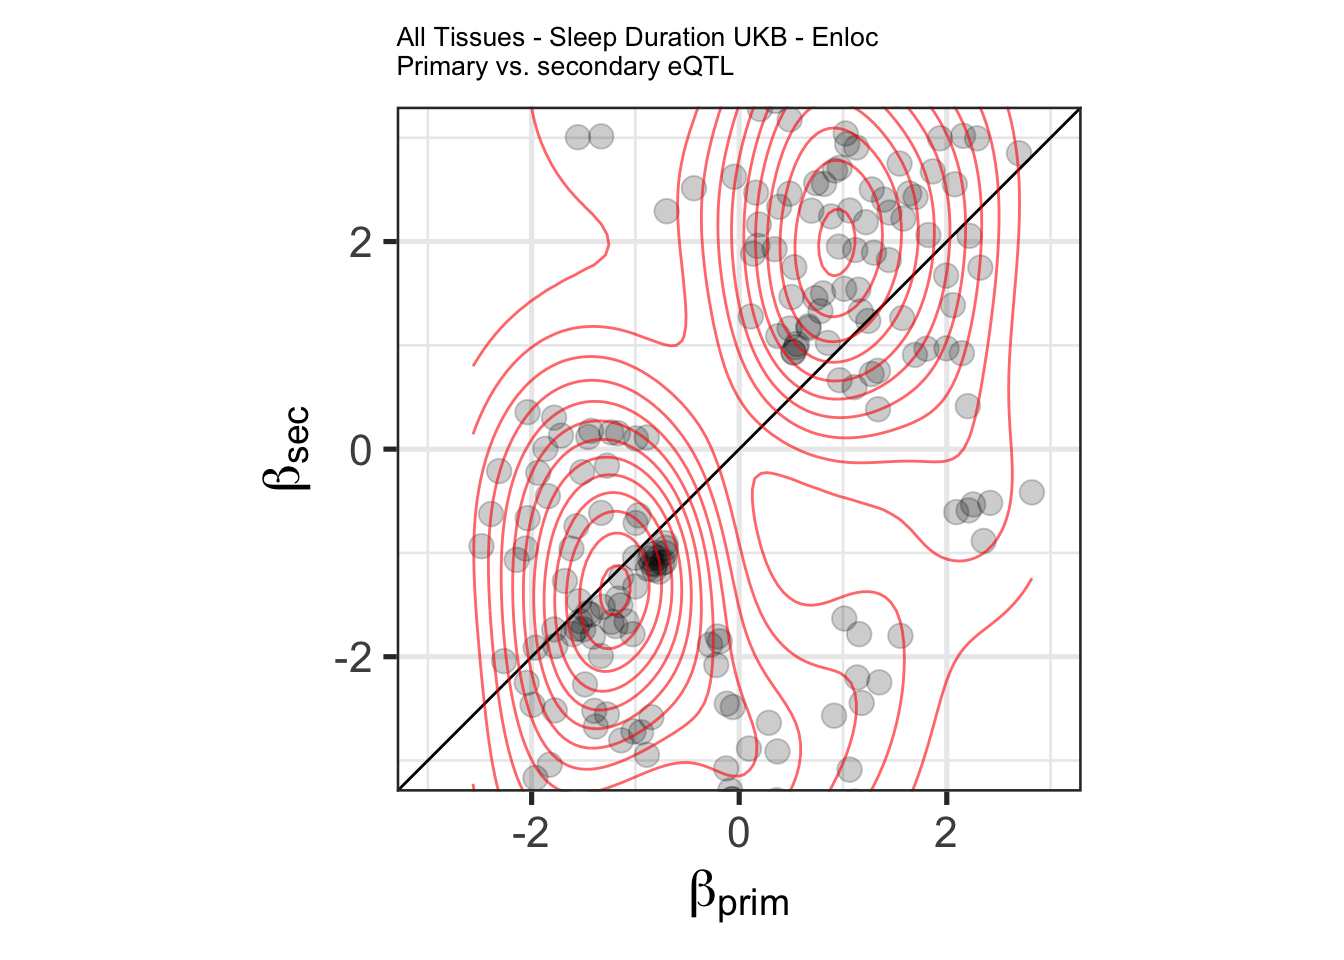 All Tissues - Sleep Duration UKB - Enloc
Primary vs. secondary eQTL
2
0
-2
βsec
-2 0 2
βprim